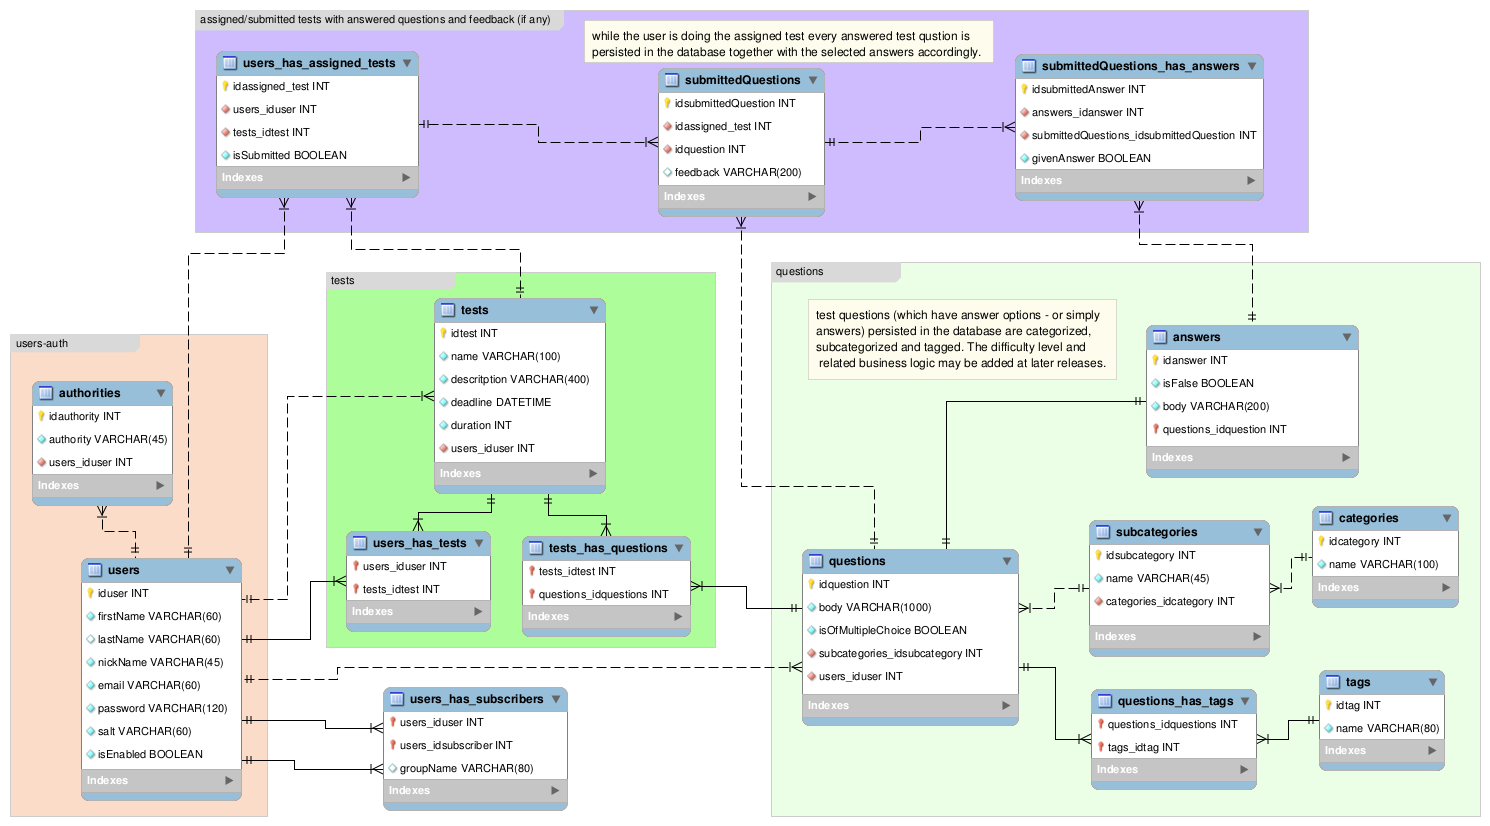 assigned/submitted tests with answered questions and feedback (if any)
while the user is doing the assigned test every answered test qustion is
persisted in the database together with the selected answers accordingly.
users_has_assigned_tests
idassigned_test INT
users_iduser INT
tests_idtest INT
isSubmitted BOOLEAN
Indexes
submittedQuestions
idsubmittedQuestion INT
idassigned_test INT
idquestion INT
feedback VARCHAR(200)
Indexes
submittedQuestions_has_answers
idsubmittedAnswer INT
answers_idanswer INT
submittedQuestions_idsubmittedQuestion INT
givenAnswer BOOLEAN
Indexes
tests
tests
idtest INT
name VARCHAR(100)
descritption VARCHAR(400)
deadline DATETIME
duration INT
users_iduser INT
Indexes
users_has_tests
users_iduser INT
tests_idtest INT
Indexes
tests_has_questions
tests_idtest INT
questions_idquestions INT
Indexes
users-auth
authorities
idauthority INT
authority VARCHAR(45)
users_iduser INT
Indexes
users
iduser INT
firstName VARCHAR(60)
lastName VARCHAR(60)
nickName VARCHAR(45)
email VARCHAR(60)
password VARCHAR(120)
salt VARCHAR(60)
isEnabled BOOLEAN
Indexes
users_has_subscribers
users_iduser INT
users_idsubscriber INT
groupName VARCHAR(80)
Indexes
questions
test questions (which have answer options - or simply
answers) persisted in the database are categorized,
subcategorized and tagged. The difficulty level and
related business logic may be added at later releases.
answers
idanswer INT
isFalse BOOLEAN
body VARCHAR(200)
questions_idquestion INT
Indexes
questions
idquestion INT
body VARCHAR(1000)
isOfMultipleChoice BOOLEAN
subcategories_idsubcategory INT
users_iduser INT
Indexes
subcategories
idsubcategory INT
name VARCHAR(45)
categories_idcategory INT
Indexes
categories
idcategory INT
name VARCHAR(100)
Indexes
questions_has_tags
questions_idquestions INT
tags_idtag INT
Indexes
tags
idtag INT
name VARCHAR(80)
Indexes